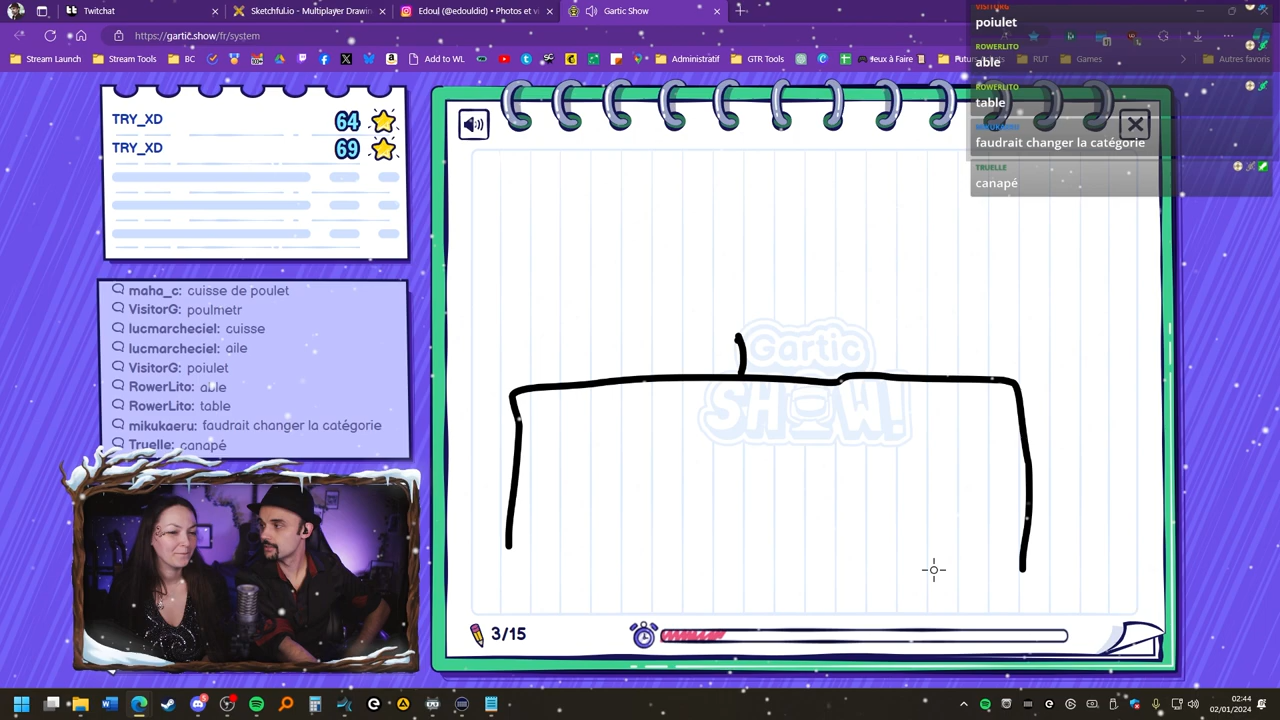 Twitchat
Sketchful.io - Multiplayer Drawin
Edoul (@edouldid) • Photos et vi
Gartic Show
https://gartic.show/fr/system
Stream Launch
Stream Tools
BC
Add to WL
Administratif
GTR Tools
Jeux à Faire
RUT
Games
Autres favoris
VISITORG
poiulet
ROWERLITO
able
ROWERLITO
table
MIKUKAERU
faudrait changer la catégorie
TRUELLE
canapé
TRY_XD 64
TRY_XD 69
maha_c: cuisse de poulet
VisitorG: poulmetr
lucmarcheciel: cuisse
lucmarcheciel: aile
VisitorG: poiulet
RowerLito: able
RowerLito: table
mikukaeru: faudrait changer la catégorie
Truelle: canapé
Gartic
SHOW!
3/15
02:44
02/01/2024